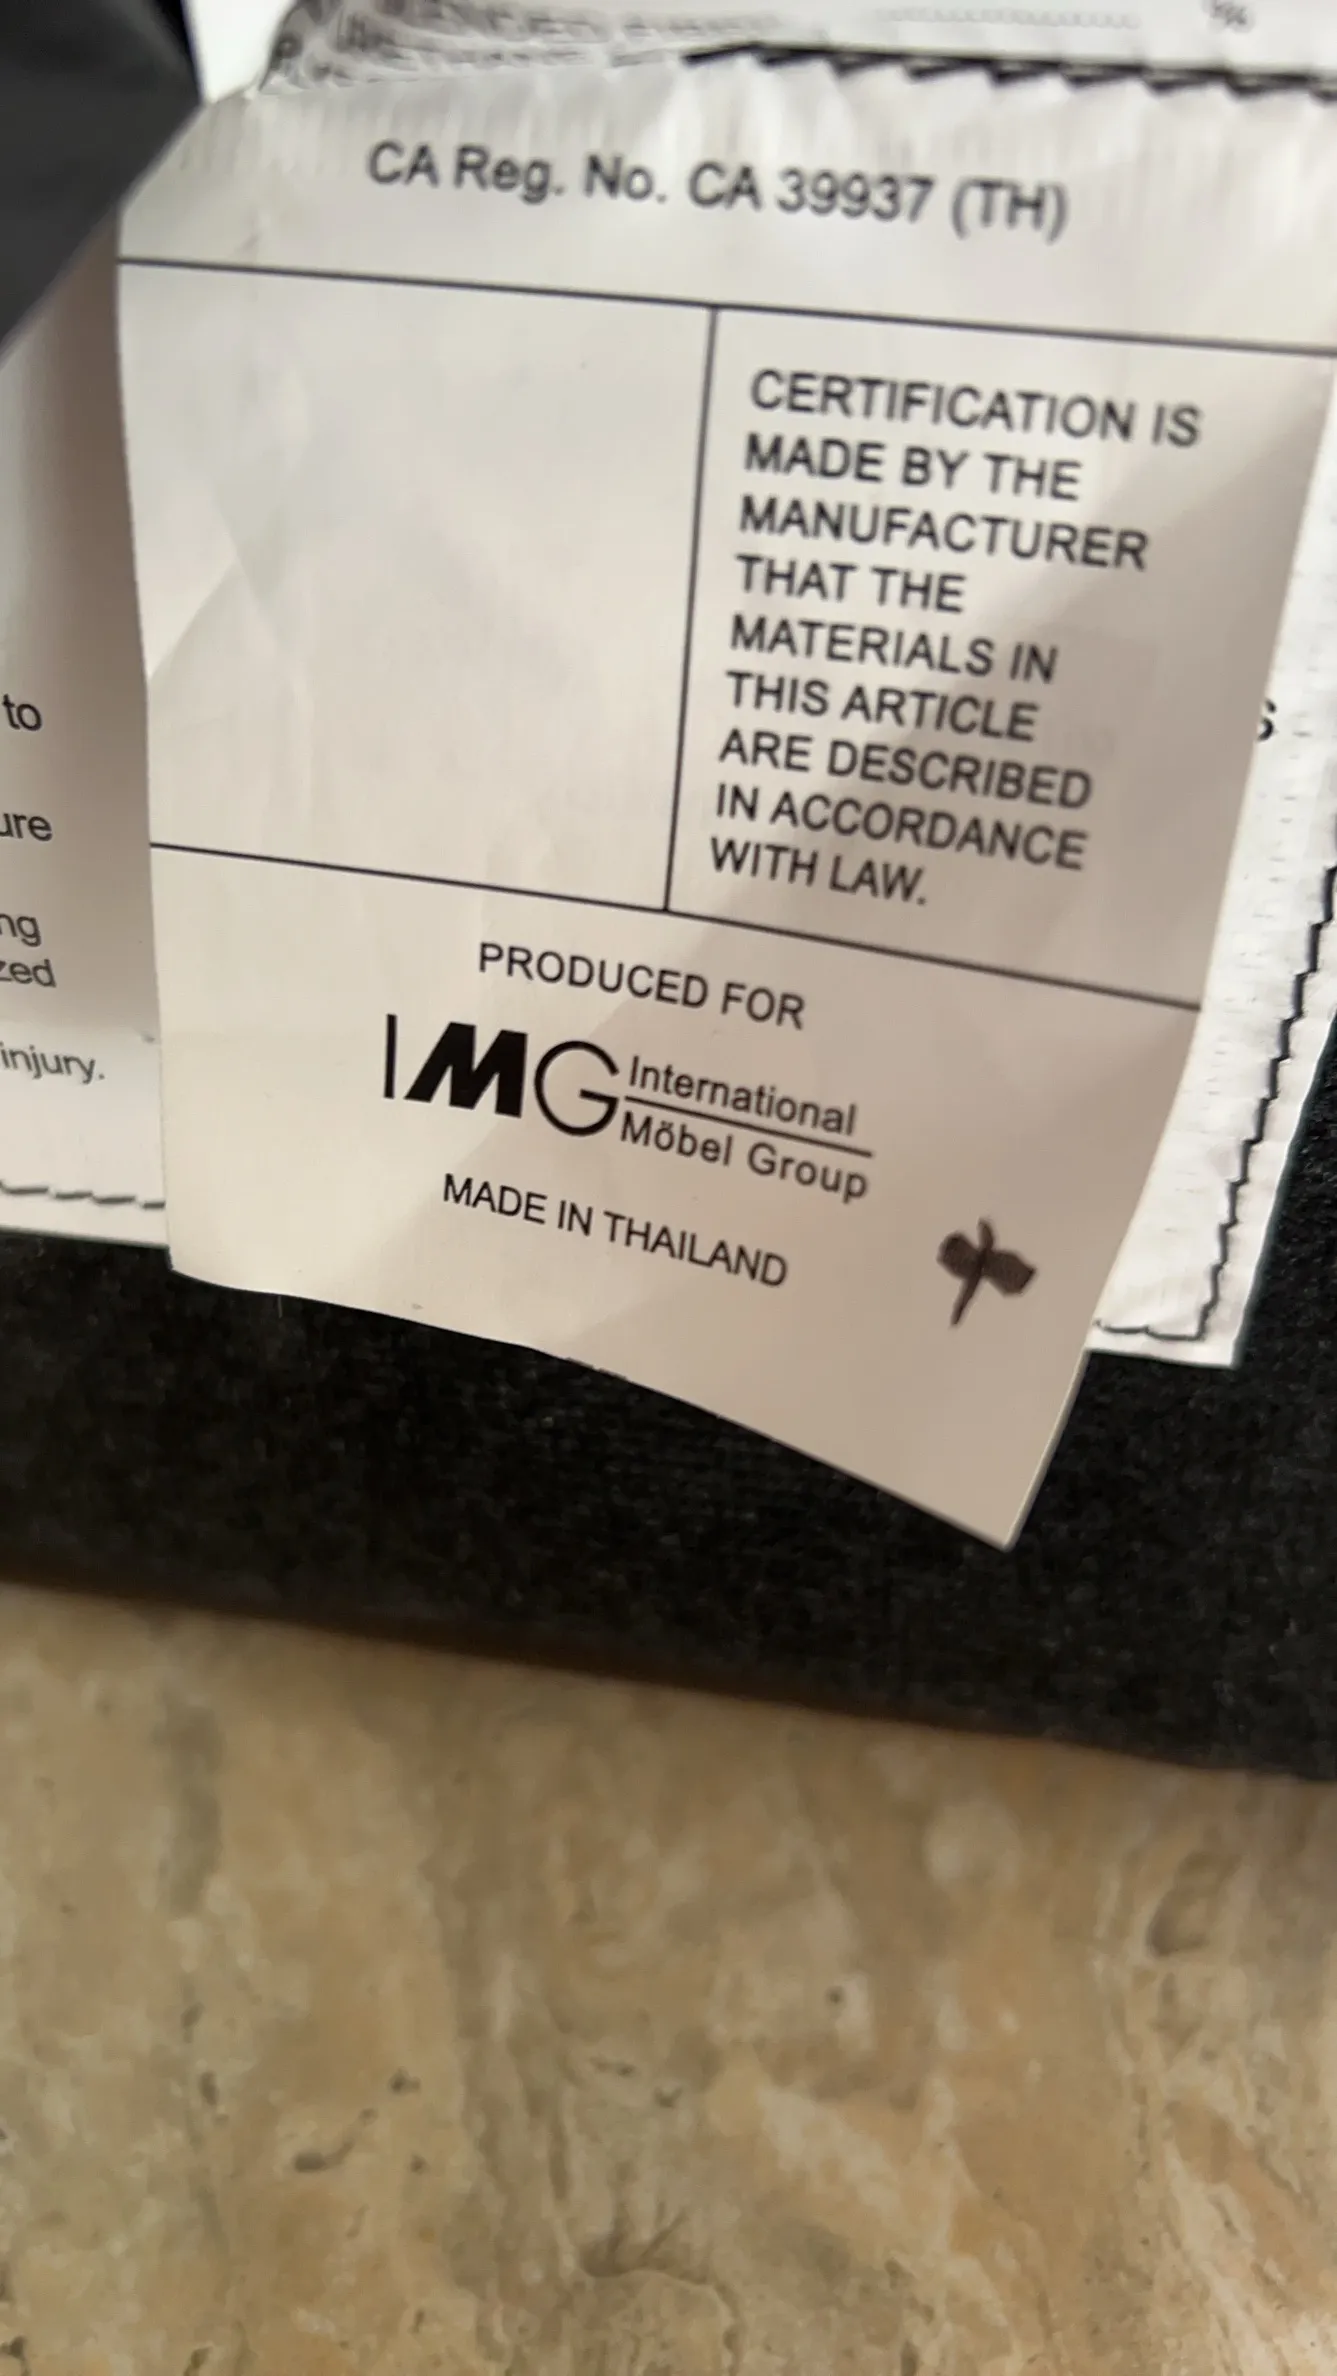 CA Reg. No. CA 39937 (TH)
CERTIFICATION IS
MADE BY THE
MANUFACTURER
THAT THE
MATERIALS IN
THIS ARTICLE
ARE DESCRIBED
IN ACCORDANCE
WITH LAW.
to
ure
ng
zed
injury.
PRODUCED FOR
IMG International
Möbel Group
MADE IN THAILAND